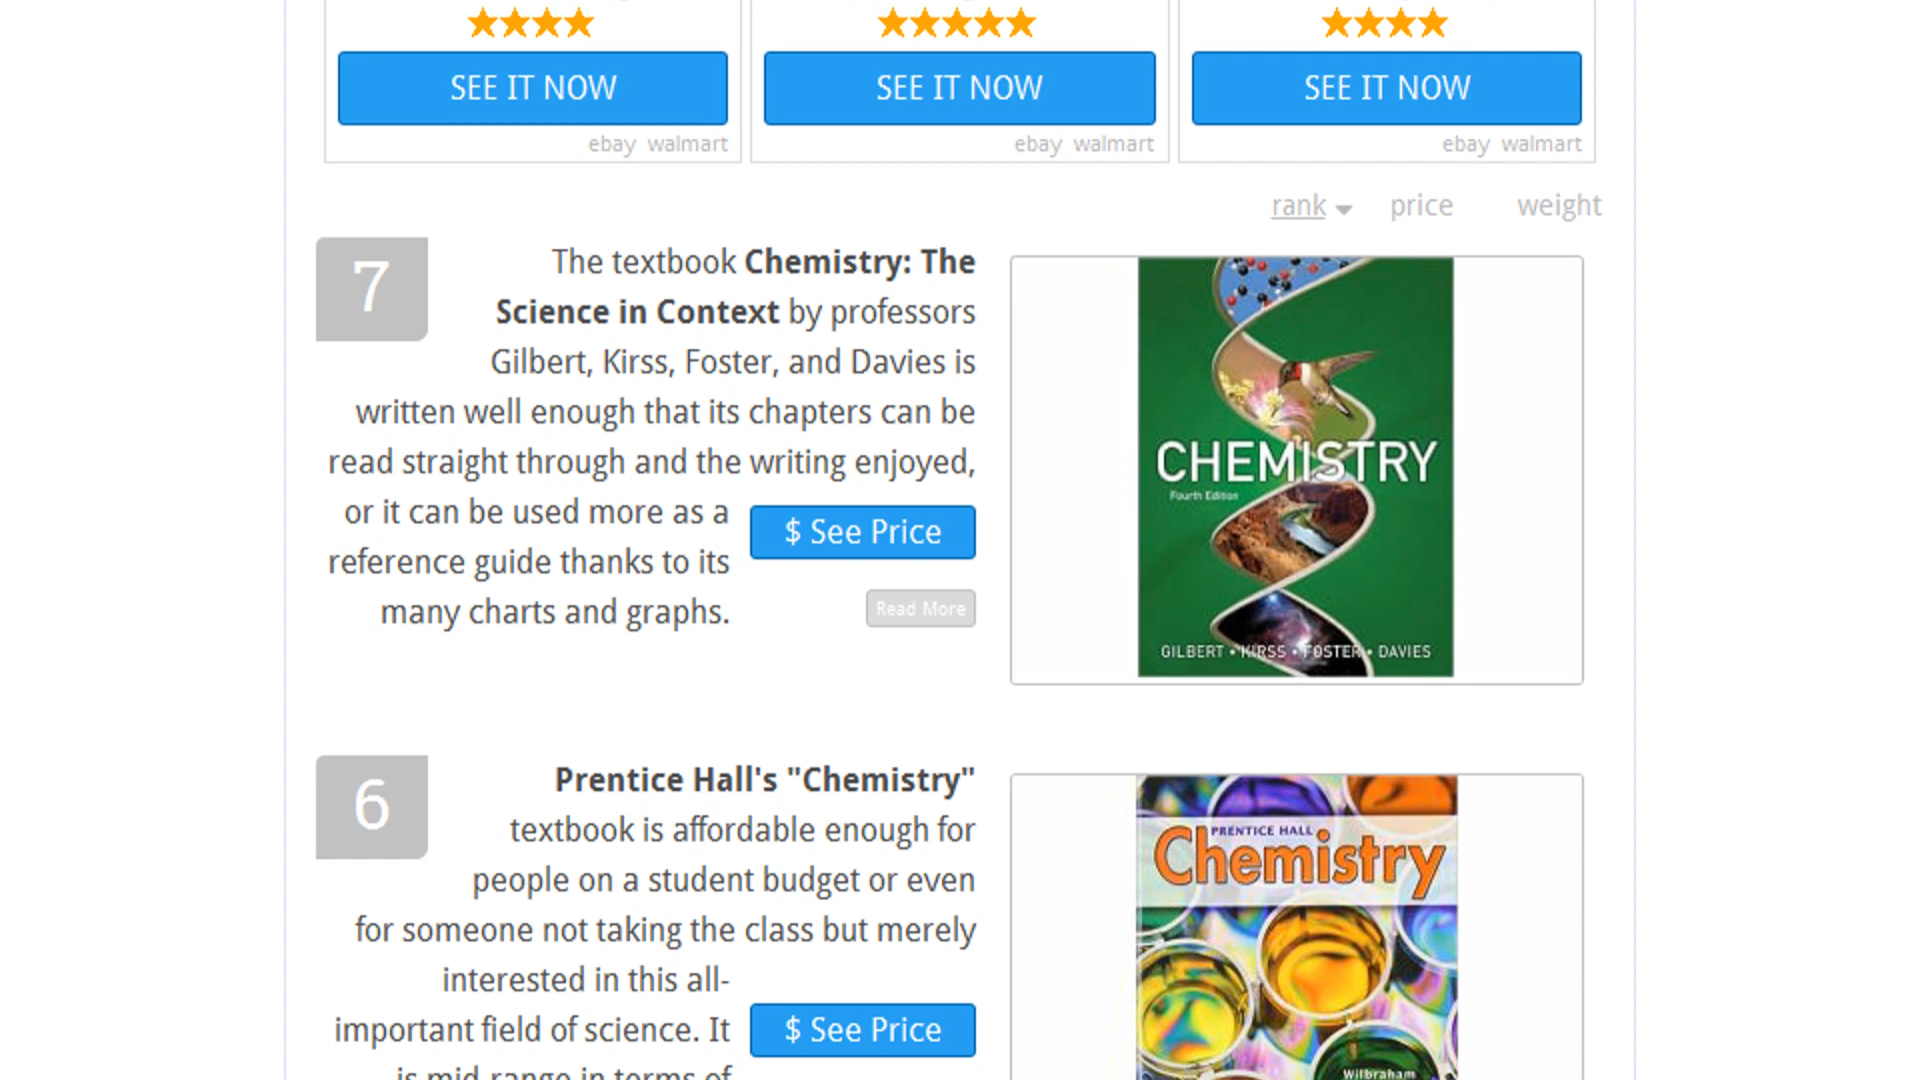 SEE IT NOW
SEE IT NOW
SEE IT NOW
ebay walmart
ebay walmart
ebay walmart
rank price weight
7
The textbook Chemistry: The
Science in Context by professors
Gilbert, Kirss, Foster, and Davies is
written well enough that its chapters can be
read straight through and the writing enjoyed,
or it can be used more as a
reference guide thanks to its
many charts and graphs.
$ See Price
Read More
CHEMISTRY
Fourth Edition
GILBERT • KIRSS • FOSTER • DAVIES
6
Prentice Hall's "Chemistry"
textbook is affordable enough for
people on a student budget or even
for someone not taking the class but merely
interested in this all-
important field of science. It
is mid-range in terms of
$ See Price
PRENTICE HALL
Chemistry
Wilbraham